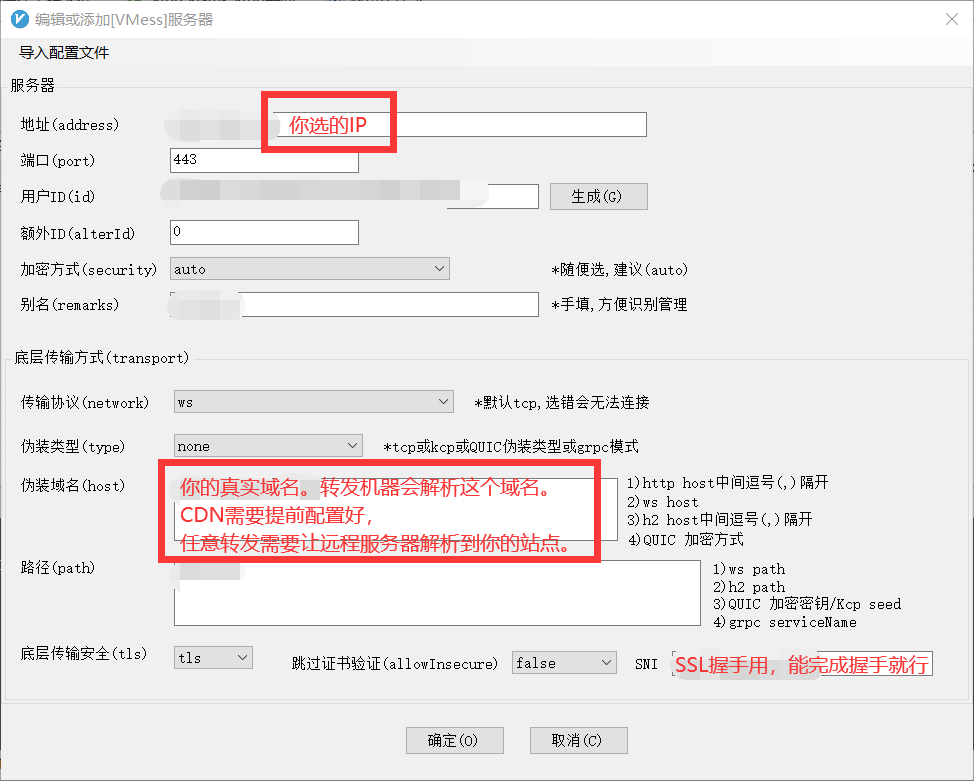 编辑或添加[VMess]服务器
导入配置文件
服务器
地址(address)
你选的IP
端口(port)
443
用户ID(id)
生成(G)
额外ID(alterId)
0
加密方式(security)
auto
*随便选,建议(auto)
别名(remarks)
*手填,方便识别管理
底层传输方式(transport)
传输协议(network)
ws
*默认tcp,选错会无法连接
伪装类型(type)
none
*tcp或kcp或QUIC伪装类型或grpc模式
伪装域名(host)
你的真实域名。转发机器会解析这个域名。
CDN需要提前配置好,
任意转发需要让远程服务器解析到你的站点。
1)http host中间逗号(,)隔开
2)ws host
3)h2 host中间逗号(,)隔开
4)QUIC 加密方式
路径(path)
1)ws path
2)h2 path
3)QUIC 加密密钥/Kcp seed
4)grpc serviceName
底层传输安全(tls)
tls
跳过证书验证(allowInsecure)
false
SNI
SSL握手用，能完成握手就行
确定(O)
取消(C)